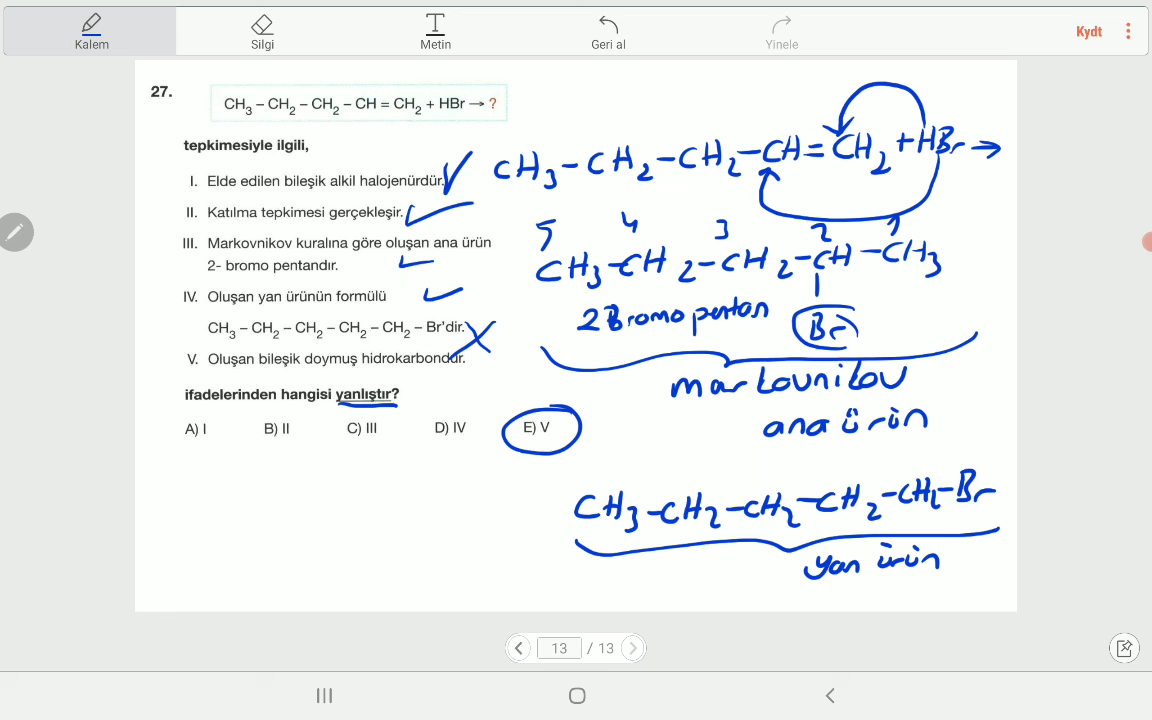 Kalem
Silgi
Metin
Geri al
Yinele
Kydt
27.
CH₃ – CH₂ – CH₂ – CH = CH₂ + HBr → ?
tepkimesiyle ilgili,
I. Elde edilen bileşik alkil halojenürdür.
II. Katılma tepkimesi gerçekleşir.
III. Markovnikov kuralına göre oluşan ana ürün
2- bromo pentandır.
IV. Oluşan yan ürünün formülü
CH₃ – CH₂ – CH₂ – CH₂ – CH₂ – Br'dir.
V. Oluşan bileşik doymuş hidrokarbondur.
ifadelerinden hangisi yanlıştır?
A) I B) II C) III D) IV E) V
CH₃-CH₂-CH₂-CH=CH₂+HBr→
5 4 3 2 1
CH₃-CH₂-CH₂-CH-CH₃
Br
2 Bromo pentan
markovnikov
ana ürün
CH₃-CH₂-CH₂-CH₂-CH₂-Br
yan ürün
13 / 13